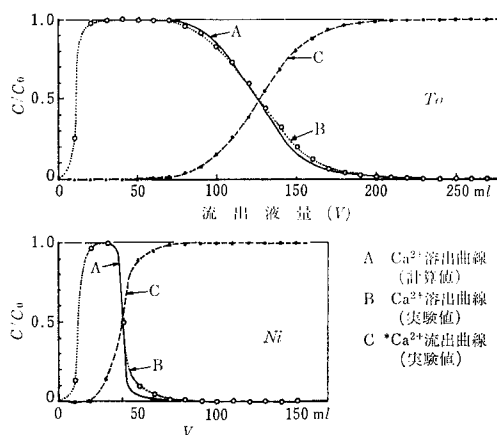 C/C₀
1.0
0.5
0
A
C
B
To
0 50 100 150 200 250 ml
流出液量 (V)
C/C₀
1.0
0.5
0
A
C
B
Ni
0 50 100 150 ml
V
A Ca²⁺溶出曲線
(計算値)
B Ca²⁺溶出曲線
(実験値)
C *Ca²⁺流出曲線
(実験値)